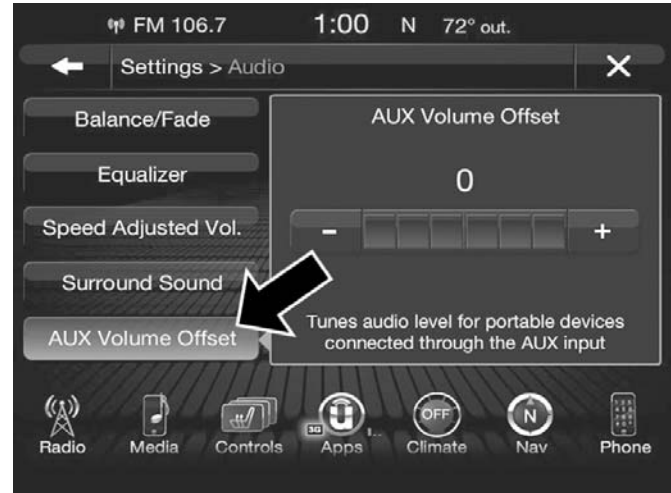 FM 106.7 1:00 N 72° out.
Settings > Audio
Balance/Fade
Equalizer
Speed Adjusted Vol.
Surround Sound
AUX Volume Offset
AUX Volume Offset
0
- +
Tunes audio level for portable devices
connected through the AUX input
OFF N
3G
Radio Media Controls Apps Climate Nav Phone